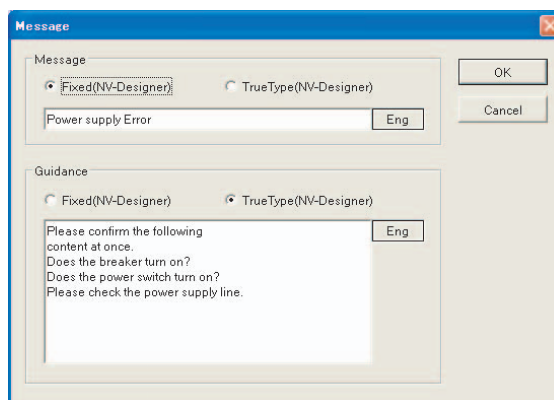 Message
Message
Fixed(NV-Designer) TrueType(NV-Designer)
OK
Power supply Error Eng
Cancel
Guidance
Fixed(NV-Designer) TrueType(NV-Designer)
Please confirm the following Eng
content at once.
Does the breaker turn on?
Does the power switch turn on?
Please check the power supply line.